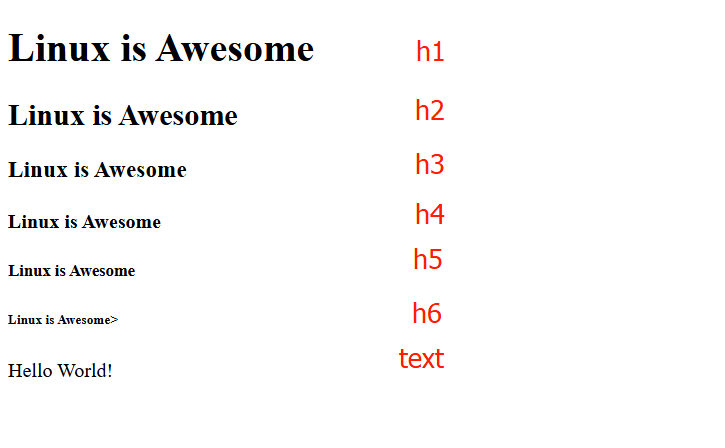 Linux is Awesome h1
Linux is Awesome h2
Linux is Awesome h3
Linux is Awesome h4
Linux is Awesome h5
Linux is Awesome> h6
Hello World! text